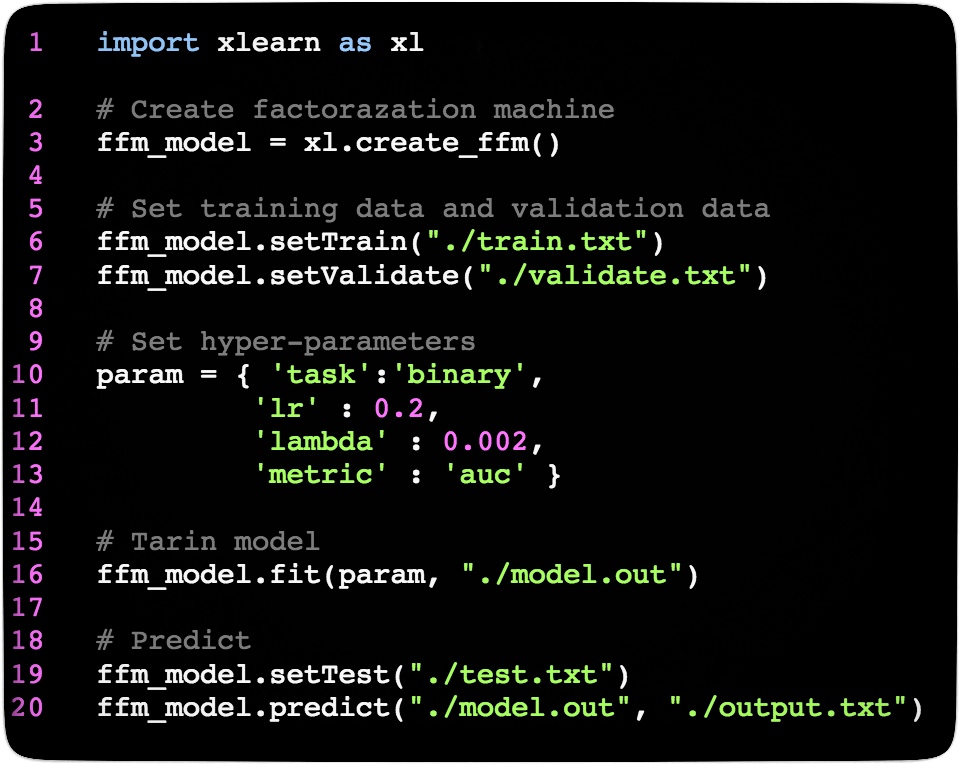 1 import xlearn as xl
2 # Create factorazation machine
3 ffm_model = xl.create_ffm()
4
5 # Set training data and validation data
6 ffm_model.setTrain("./train.txt")
7 ffm_model.setValidate("./validate.txt")
8
9 # Set hyper-parameters
10 param = { 'task':'binary',
11 'lr' : 0.2,
12 'lambda' : 0.002,
13 'metric' : 'auc' }
14
15 # Tarin model
16 ffm_model.fit(param, "./model.out")
17
18 # Predict
19 ffm_model.setTest("./test.txt")
20 ffm_model.predict("./model.out", "./output.txt")